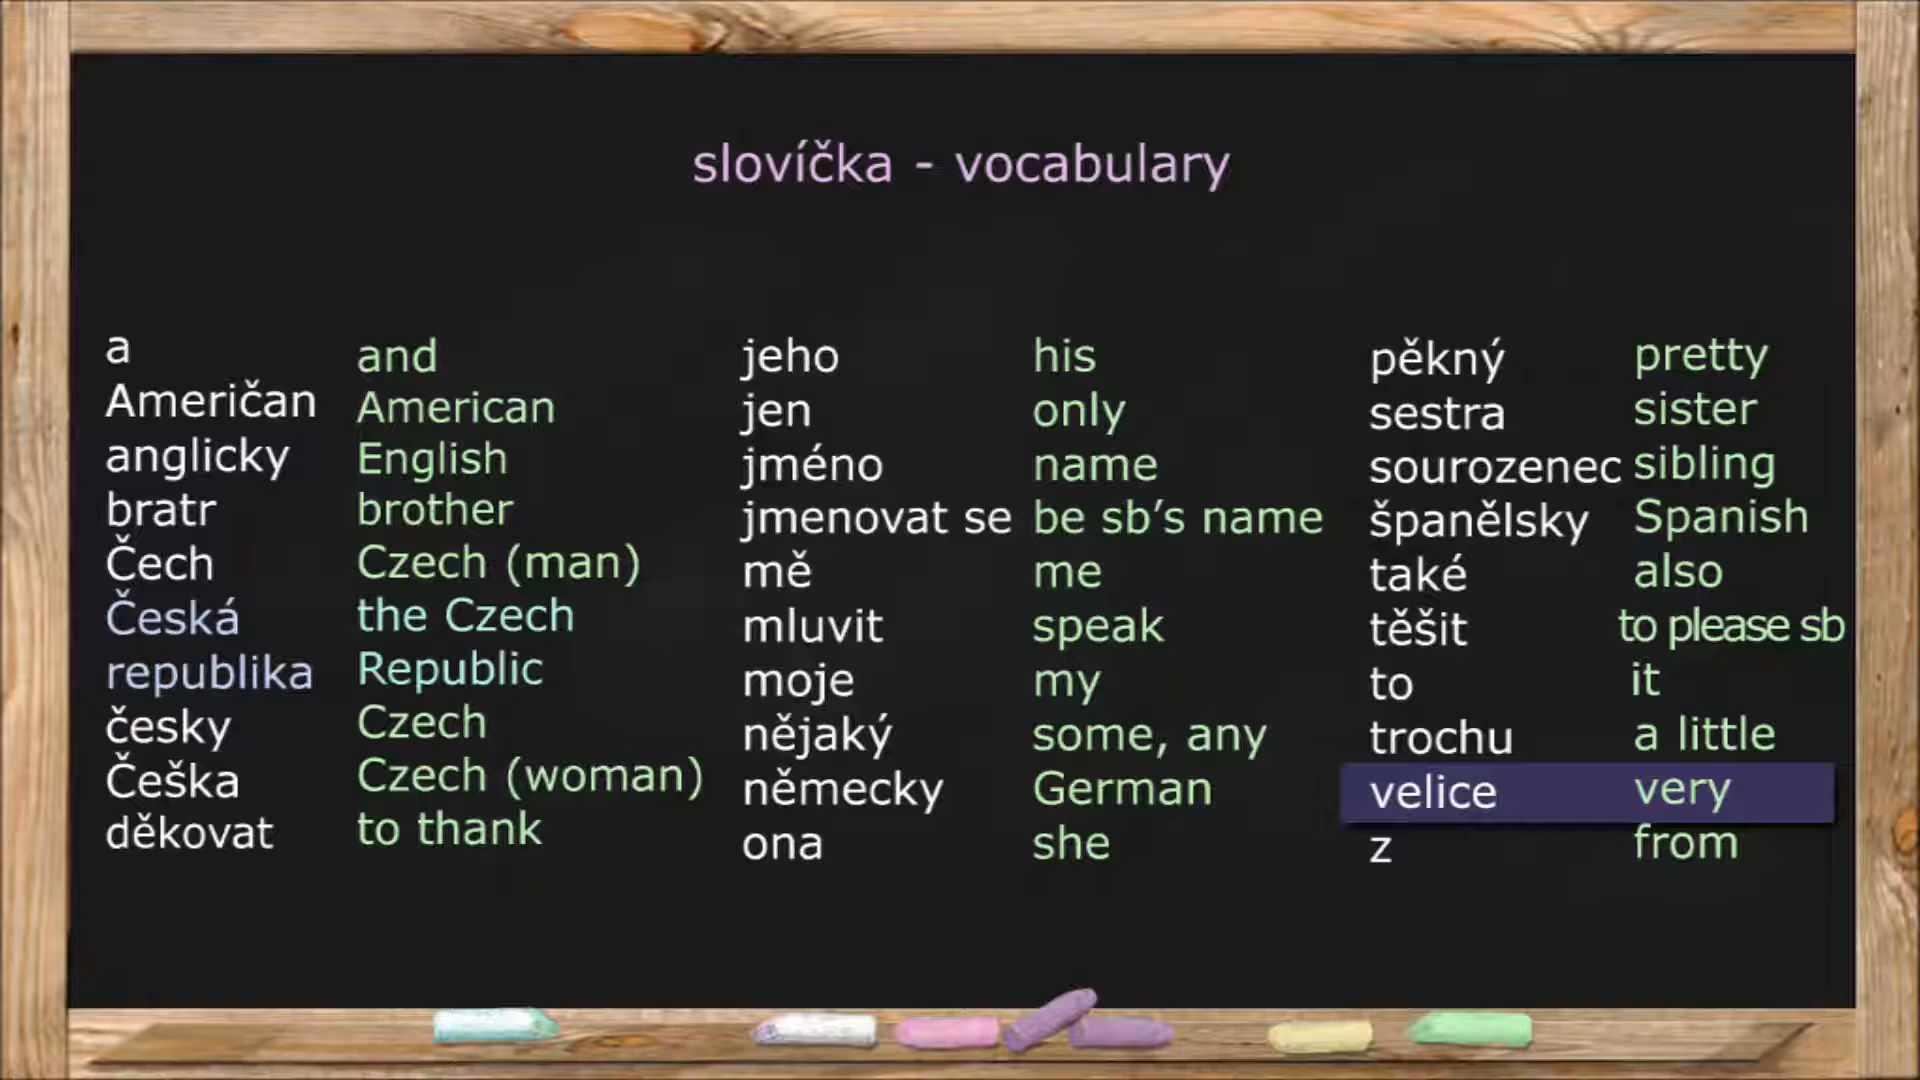 slovíčka - vocabulary
a and
Američan American
anglicky English
bratr brother
Čech Czech (man)
Česká the Czech
republika Republic
česky Czech
Češka Czech (woman)
děkovat to thank
jeho his
jen only
jméno name
jmenovat se be sb’s name
mě me
mluvit speak
moje my
nějaký some, any
německy German
ona she
pěkný pretty
sestra sister
sourozenec sibling
španělsky Spanish
také also
těšit to please sb
to it
trochu a little
velice very
z from